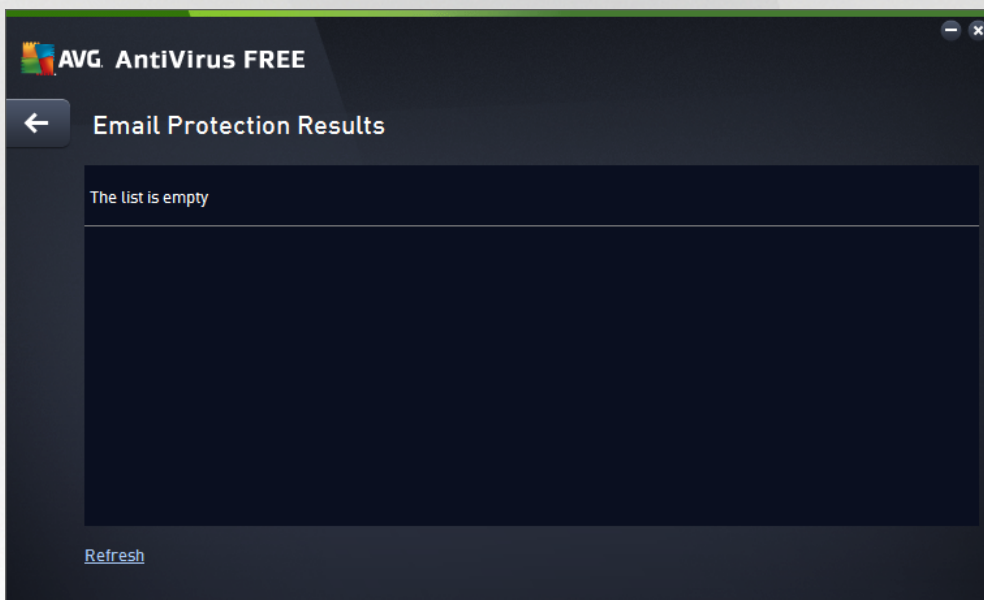 AVG. AntiVirus FREE
Email Protection Results
The list is empty
Refresh